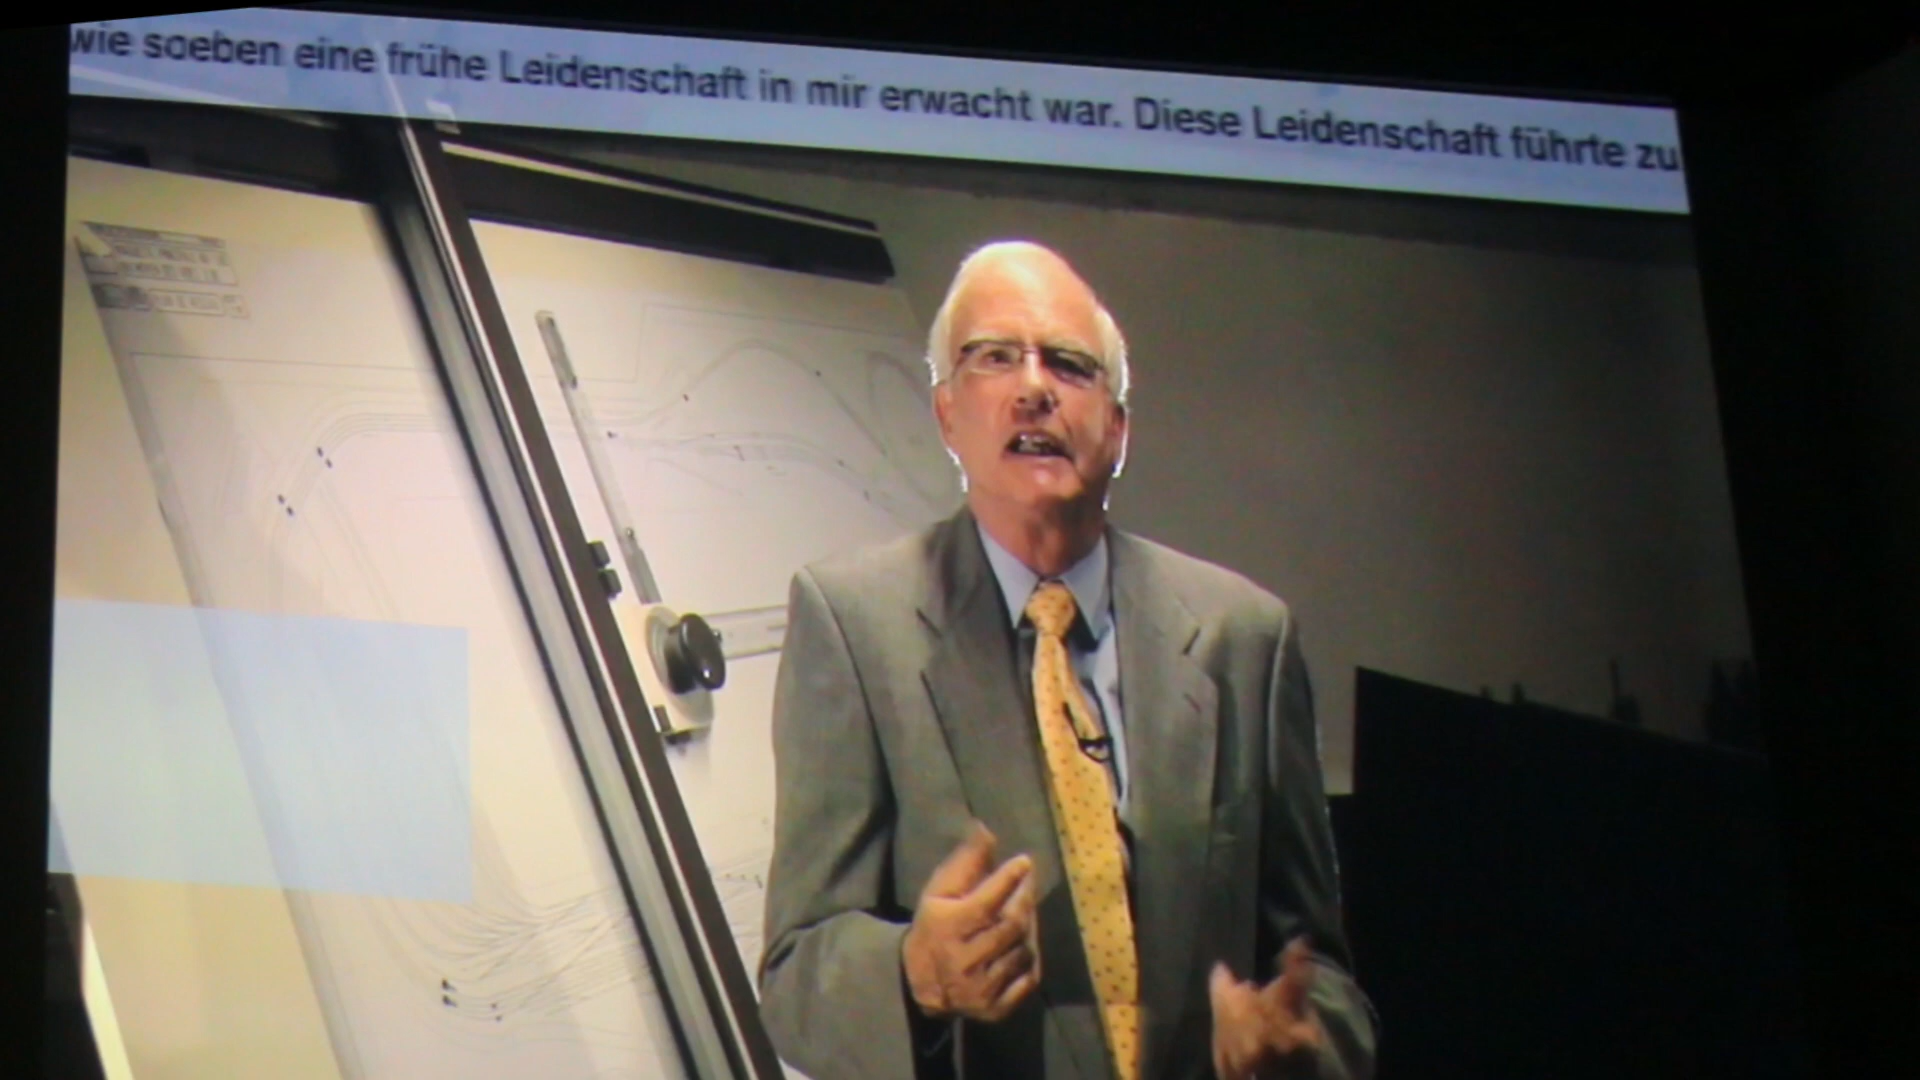 wie soeben eine frühe Leidenschaft in mir erwacht war. Diese Leidenschaft führte zu